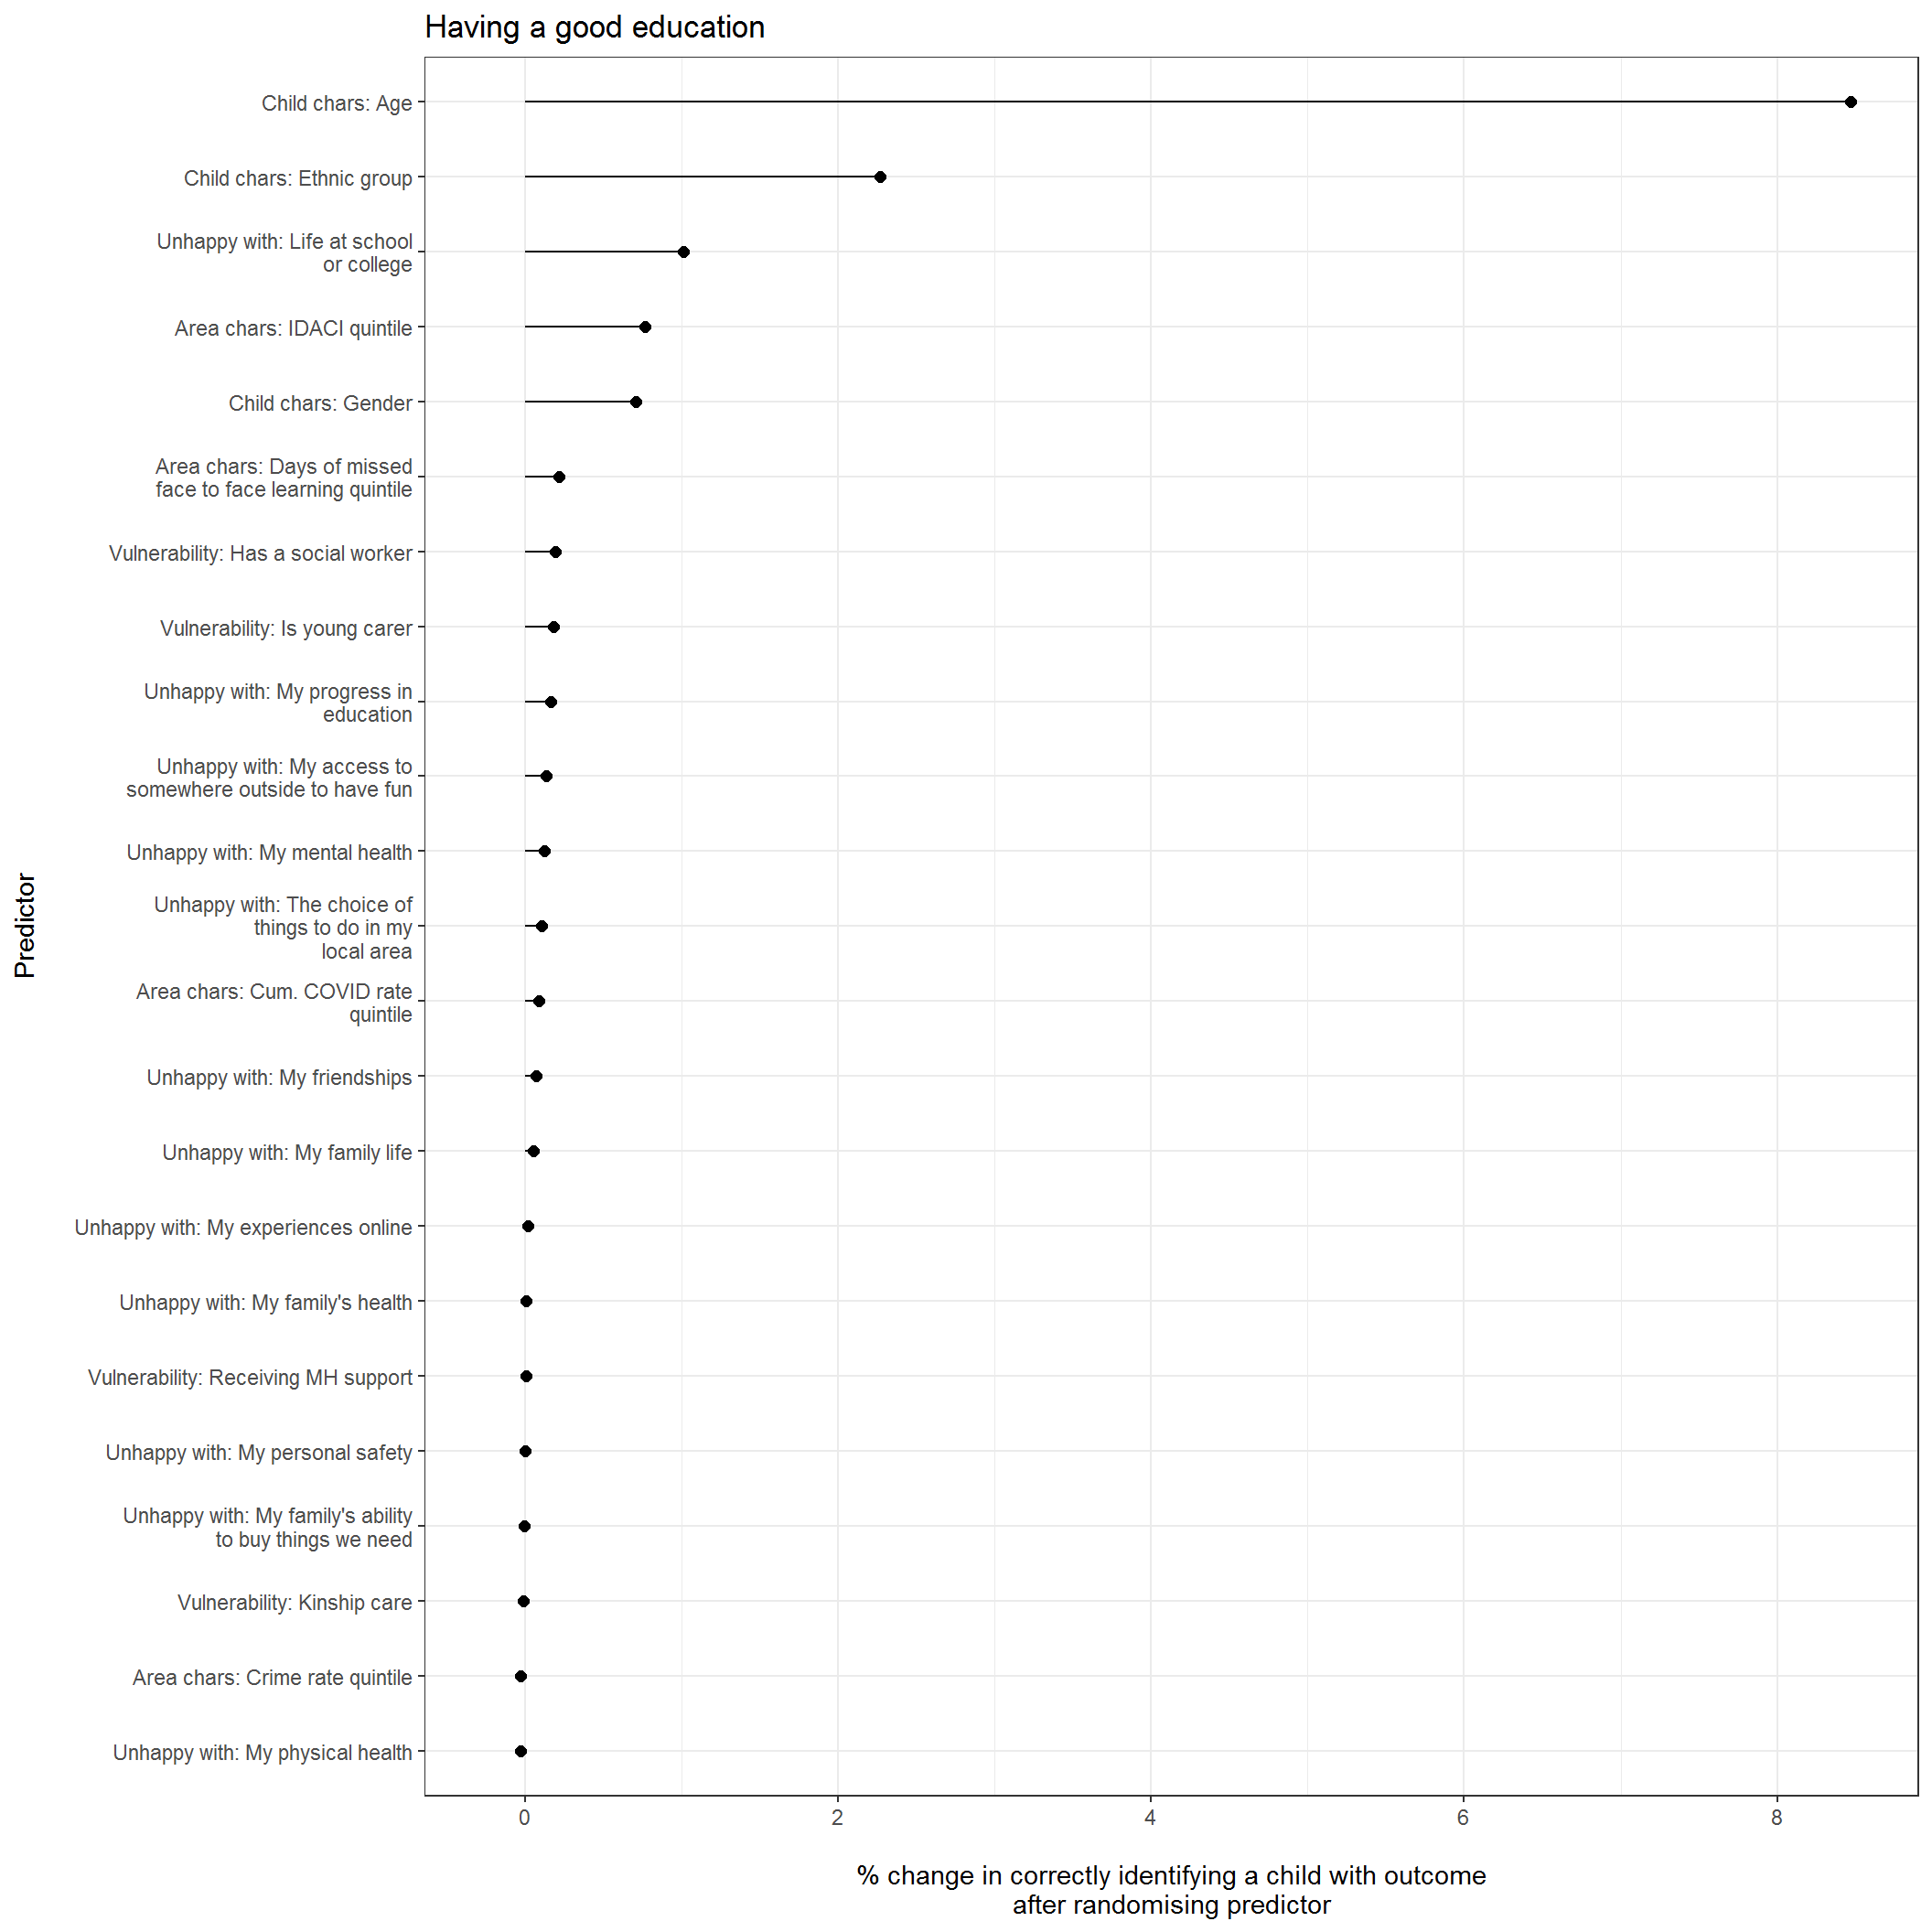 Having a good education
Child chars: Age
Child chars: Ethnic group
Unhappy with: Life at school
or college
Area chars: IDACI quintile
Child chars: Gender
Area chars: Days of missed
face to face learning quintile
Vulnerability: Has a social worker
Vulnerability: Is young carer
Unhappy with: My progress in
education
Unhappy with: My access to
somewhere outside to have fun
Unhappy with: My mental health
Unhappy with: The choice of
things to do in my
local area
Area chars: Cum. COVID rate
quintile
Unhappy with: My friendships
Unhappy with: My family life
Unhappy with: My experiences online
Unhappy with: My family's health
Vulnerability: Receiving MH support
Unhappy with: My personal safety
Unhappy with: My family's ability
to buy things we need
Vulnerability: Kinship care
Area chars: Crime rate quintile
Unhappy with: My physical health
Predictor
0 2 4 6 8
% change in correctly identifying a child with outcome
after randomising predictor